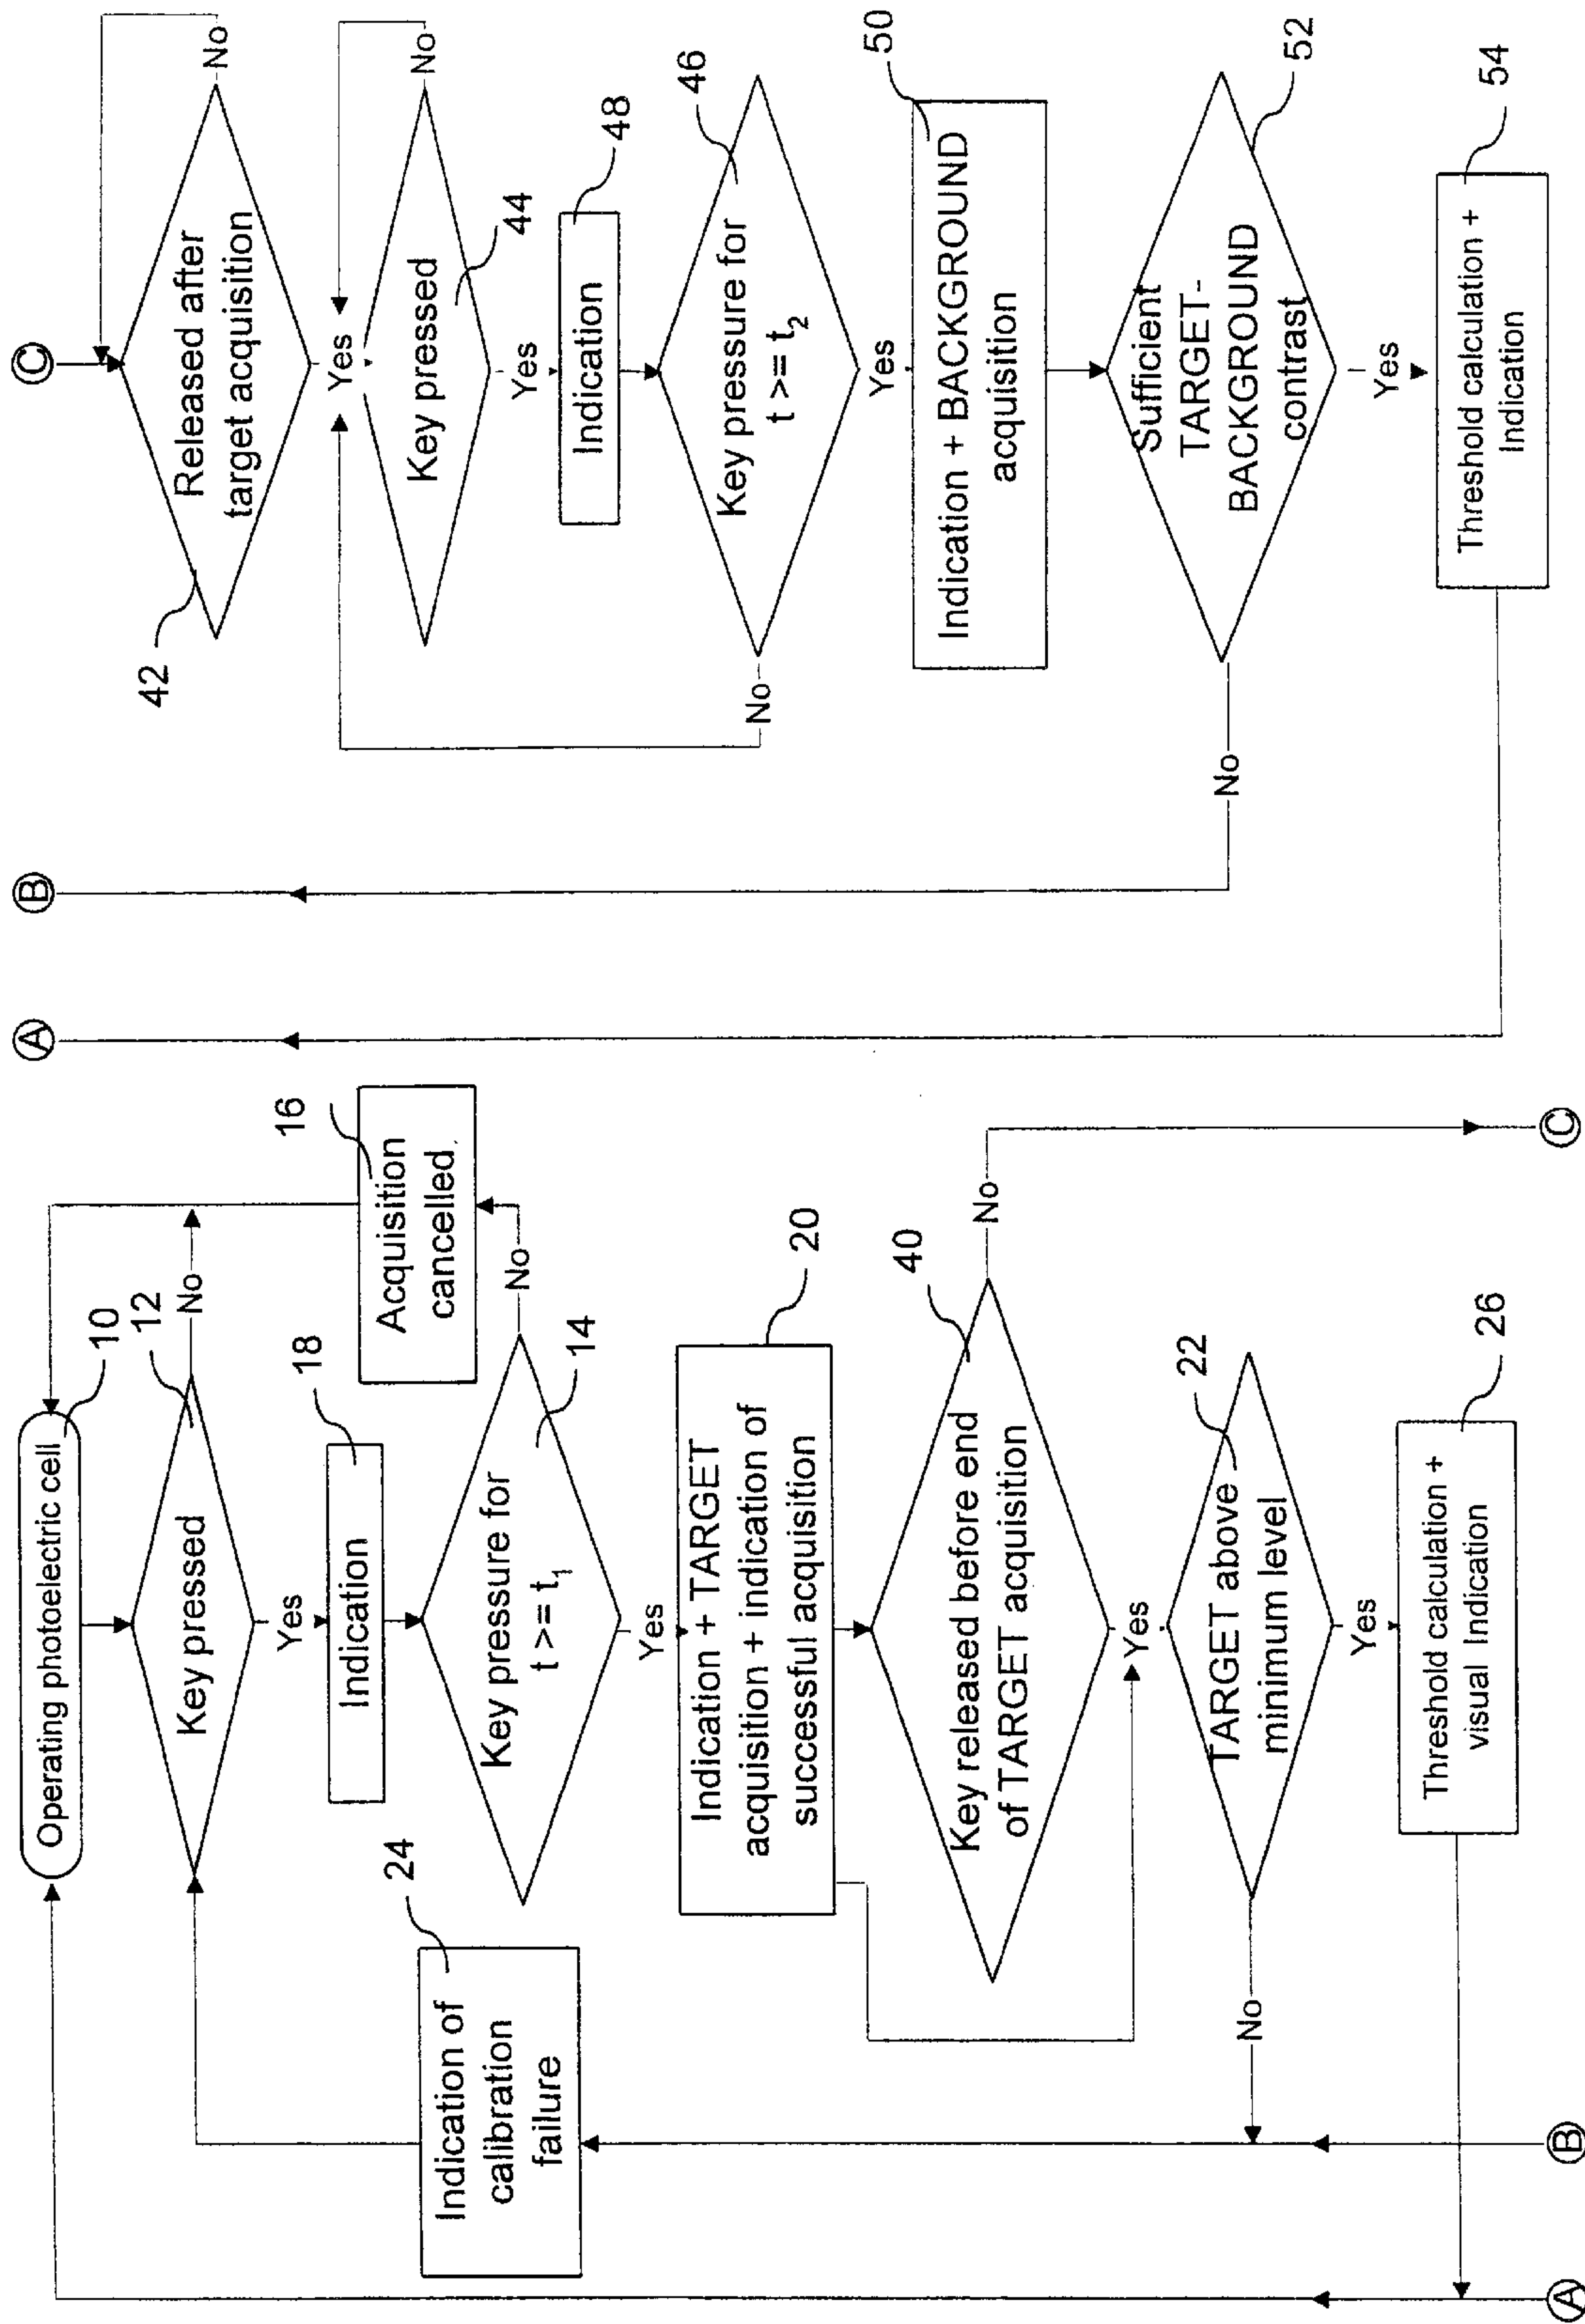 Operating photoelectric cell
10
Key pressed
12
No
Yes
Indication
18
Acquisition
cancelled
16
Key pressure for
t >= t₁
14
No
Yes
Indication + TARGET
acquisition + indication of
successful acquisition
20
Key released before end
of TARGET acquisition
40
No
Yes
TARGET above
minimum level
22
No
Yes
Threshold calculation +
visual Indication
26
Indication of
calibration
failure
24
A
B
C
A
B
C
Released after
target acquisition
42
No
Yes
Key pressed
44
No
Yes
Indication
48
Key pressure for
t >= t₂
46
No
Yes
Indication + BACKGROUND
acquisition
50
Sufficient
TARGET-
BACKGROUND
contrast
52
No
Yes
Threshold calculation +
Indication
54